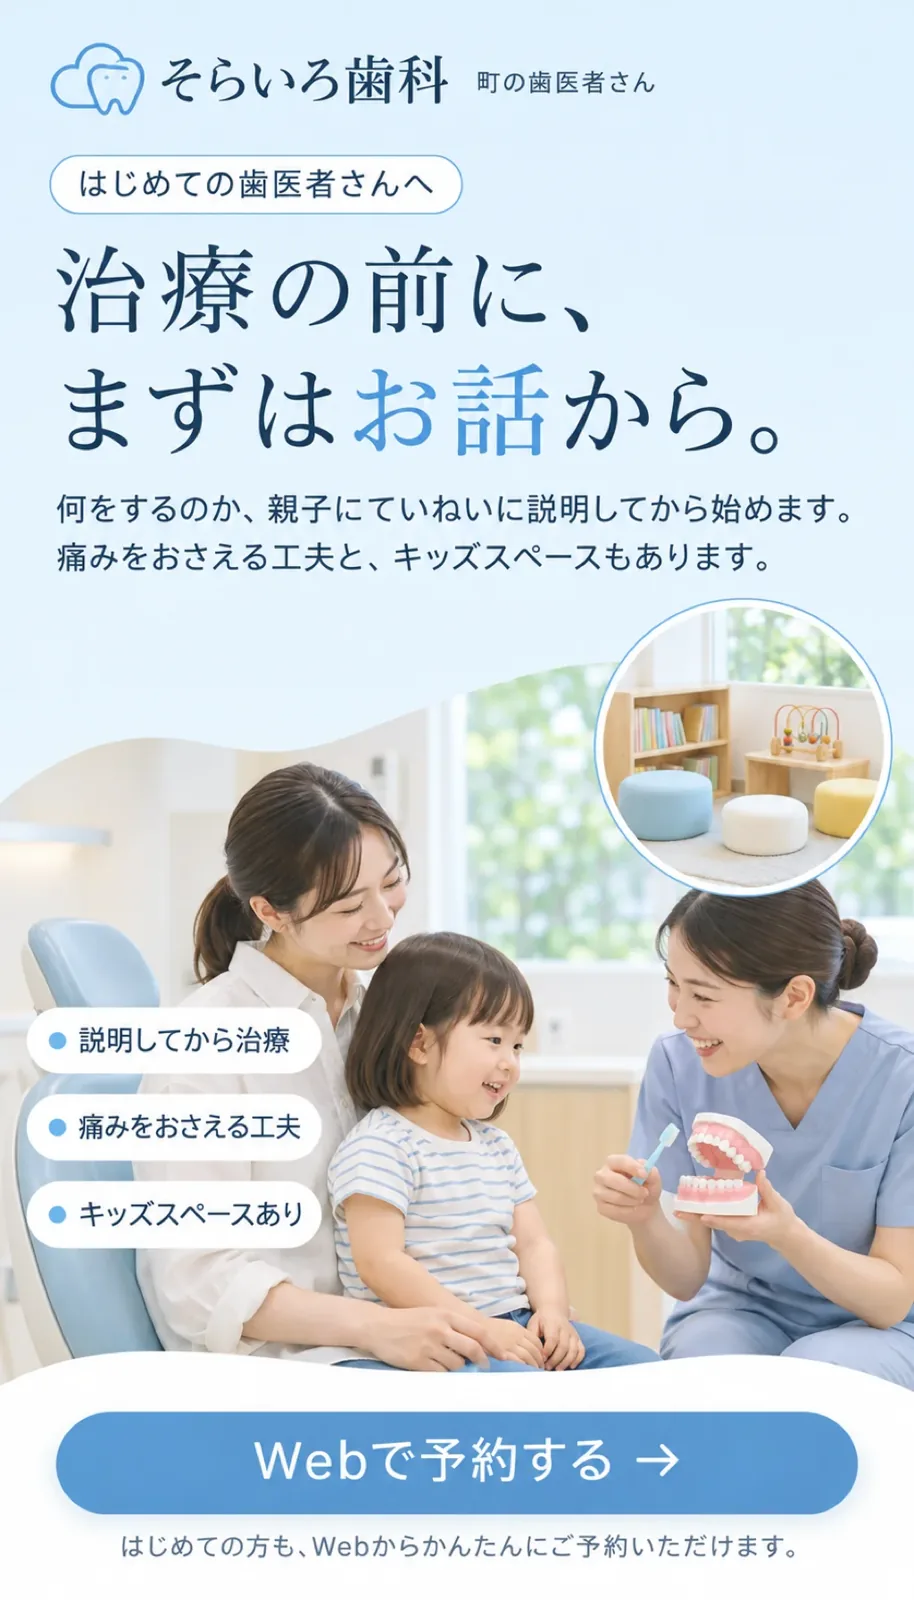 そらいろ歯科 町の歯医者さん
はじめての歯医者さんへ
治療の前に、
まずはお話から。
何をするのか、親子にていねいに説明してから始めます。
痛みをおさえる工夫と、キッズスペースもあります。
説明してから治療
痛みをおさえる工夫
キッズスペースあり
Webで予約する →
はじめての方も、Webからかんたんにご予約いただけます。